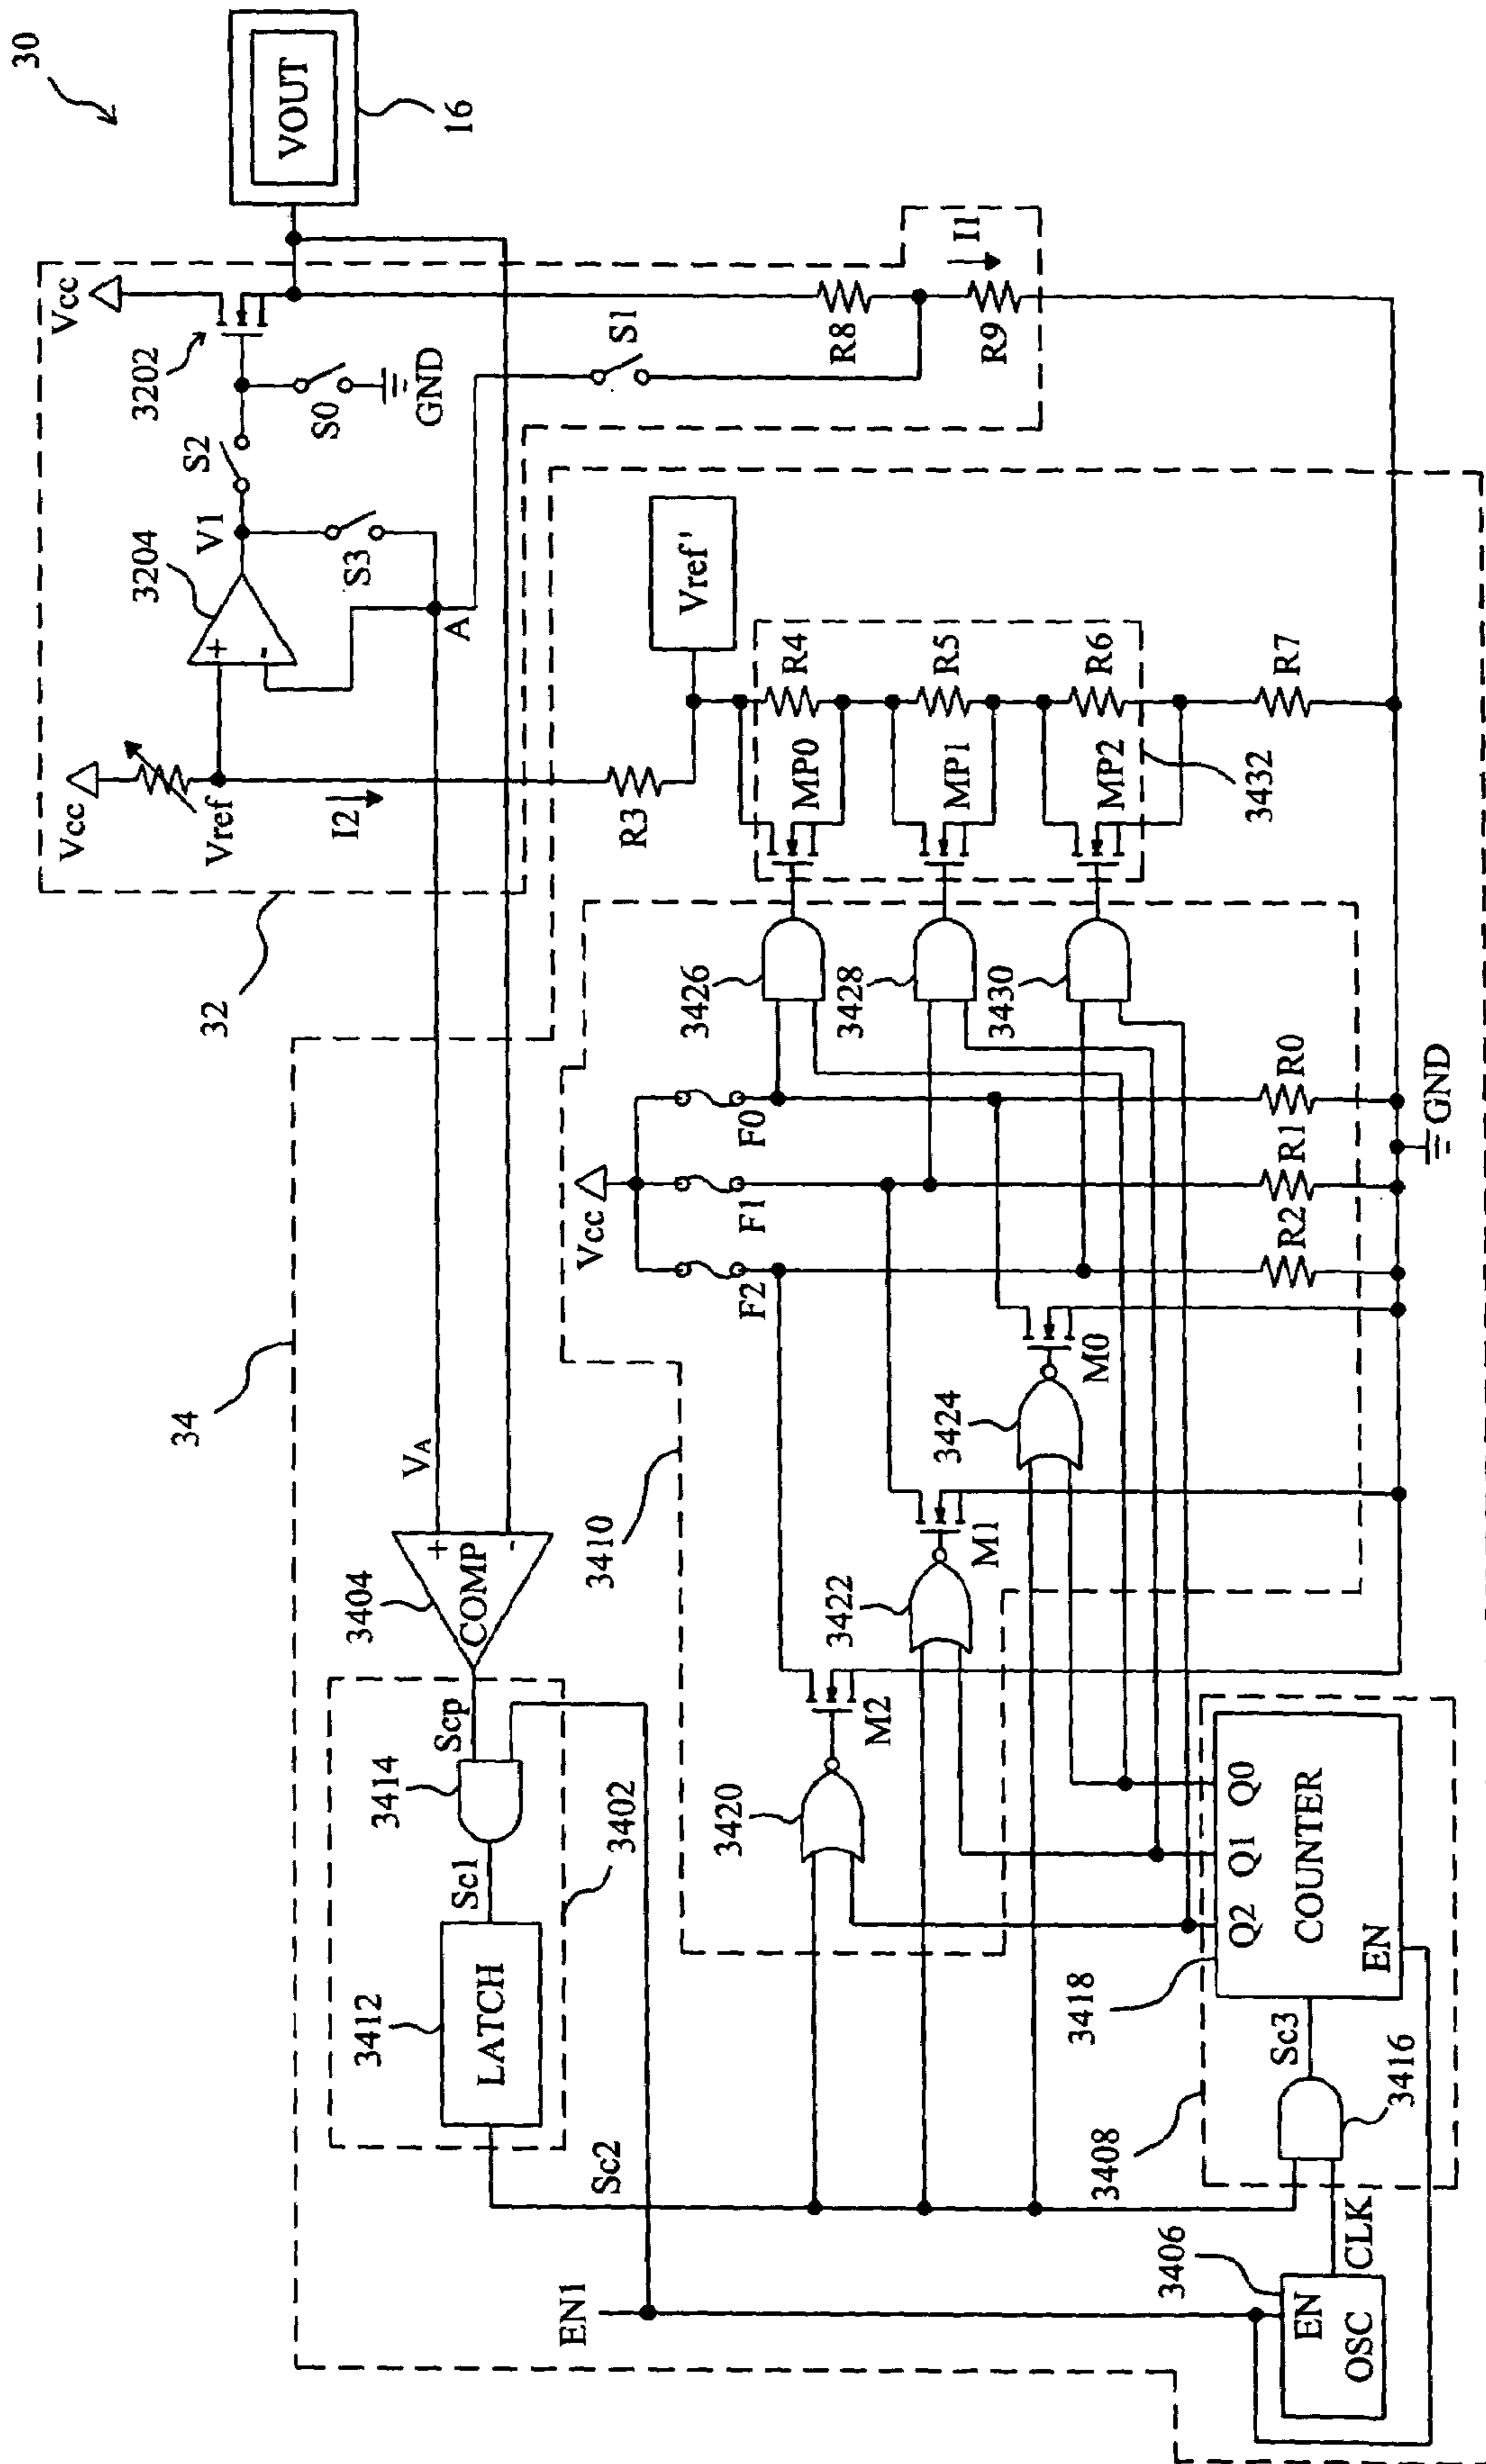 30
Vcc
3202
VOUT
16
S2
V1
3204
S0
GND
S3
A
S1
R8
R9
I1
Vcc
Vref
I2
32
R3
Vref'
R4
R5
R6
R7
MP0
MP1
MP2
3432
3426
3428
3430
34
VA
3404
COMP
+
-
+
-
3410
Vcc
F0
F1
F2
R0
R1
R2
GND
M0
3424
M1
3422
M2
3420
Scp
3414
Sc1
3402
3412
LATCH
Sc2
EN1
Q0
Q1
Q2
COUNTER
EN
3418
Sc3
3416
3408
CLK
3406
EN
OSC